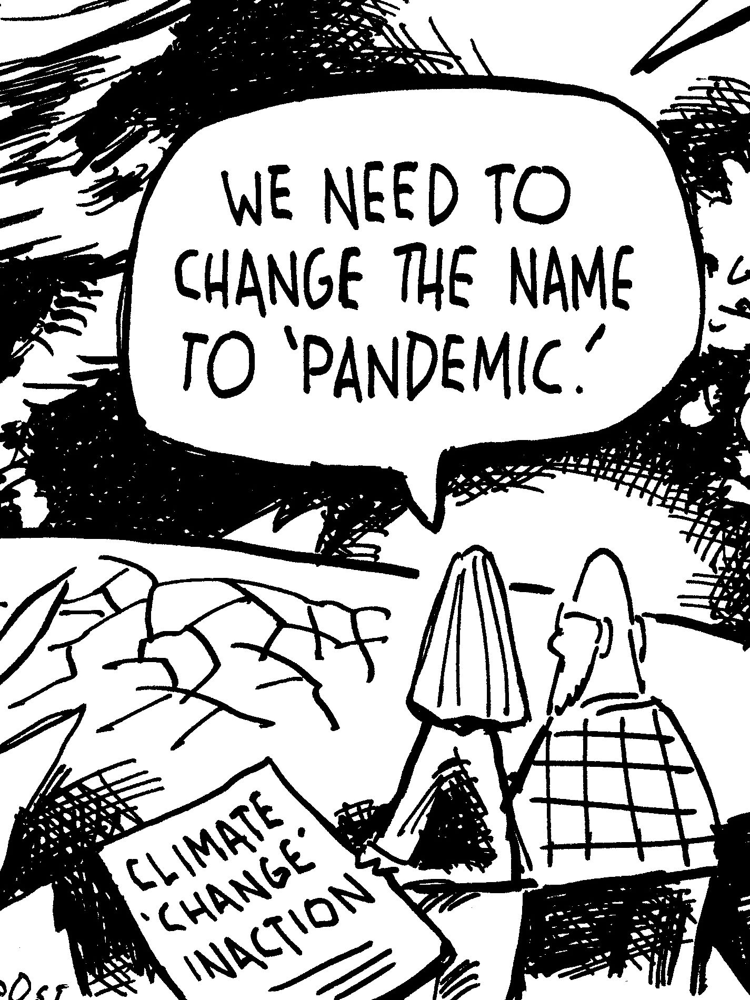 WE NEED TO
CHANGE THE NAME
TO 'PANDEMIC.'
CLIMATE
'CHANGE.'
INACTION